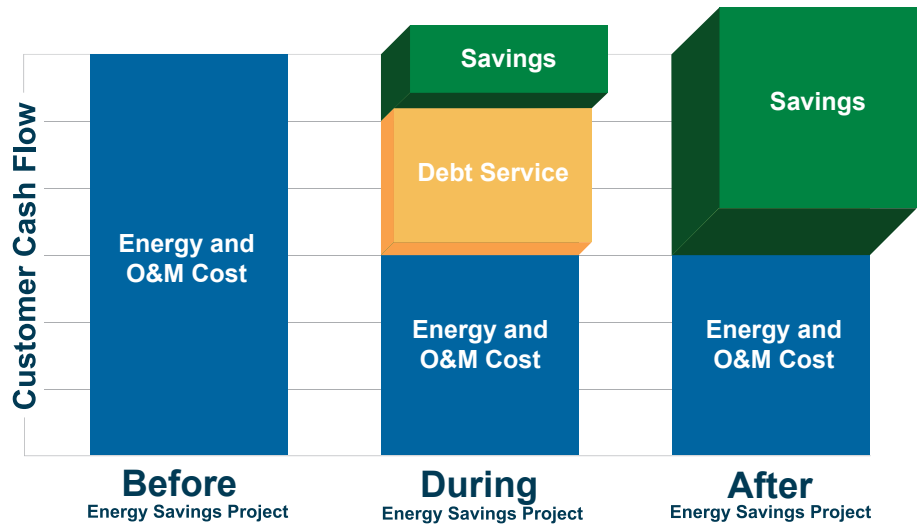 Customer Cash Flow
Energy and
O&M Cost
Savings
Debt Service
Energy and
O&M Cost
Savings
Energy and
O&M Cost
Before
Energy Savings Project
During
Energy Savings Project
After
Energy Savings Project